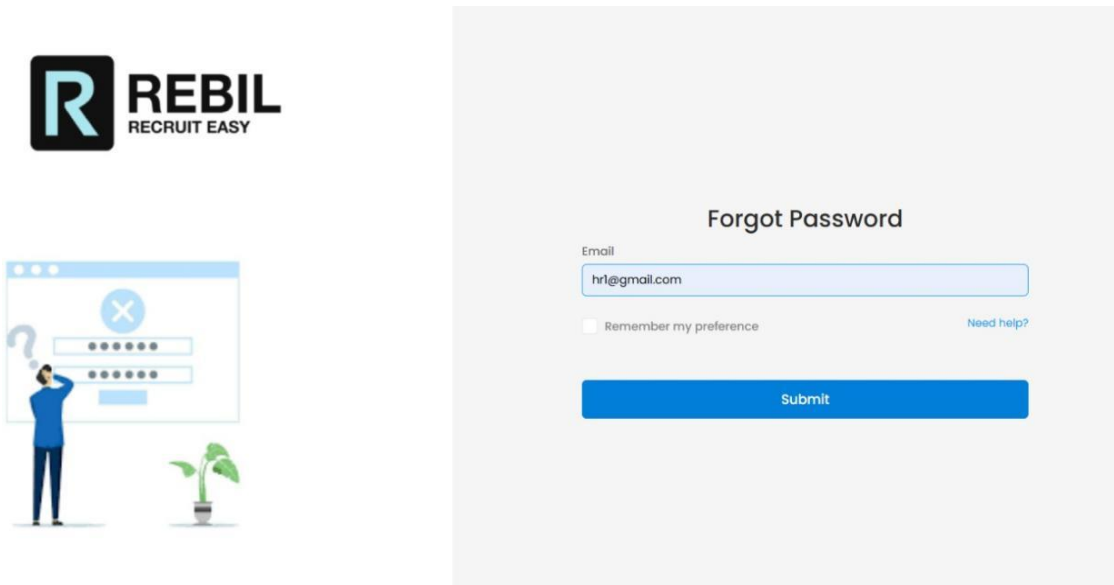 R
REBIL
RECRUIT EASY
Forgot Password
Email
hr1@gmail.com
Remember my preference
Need help?
Submit